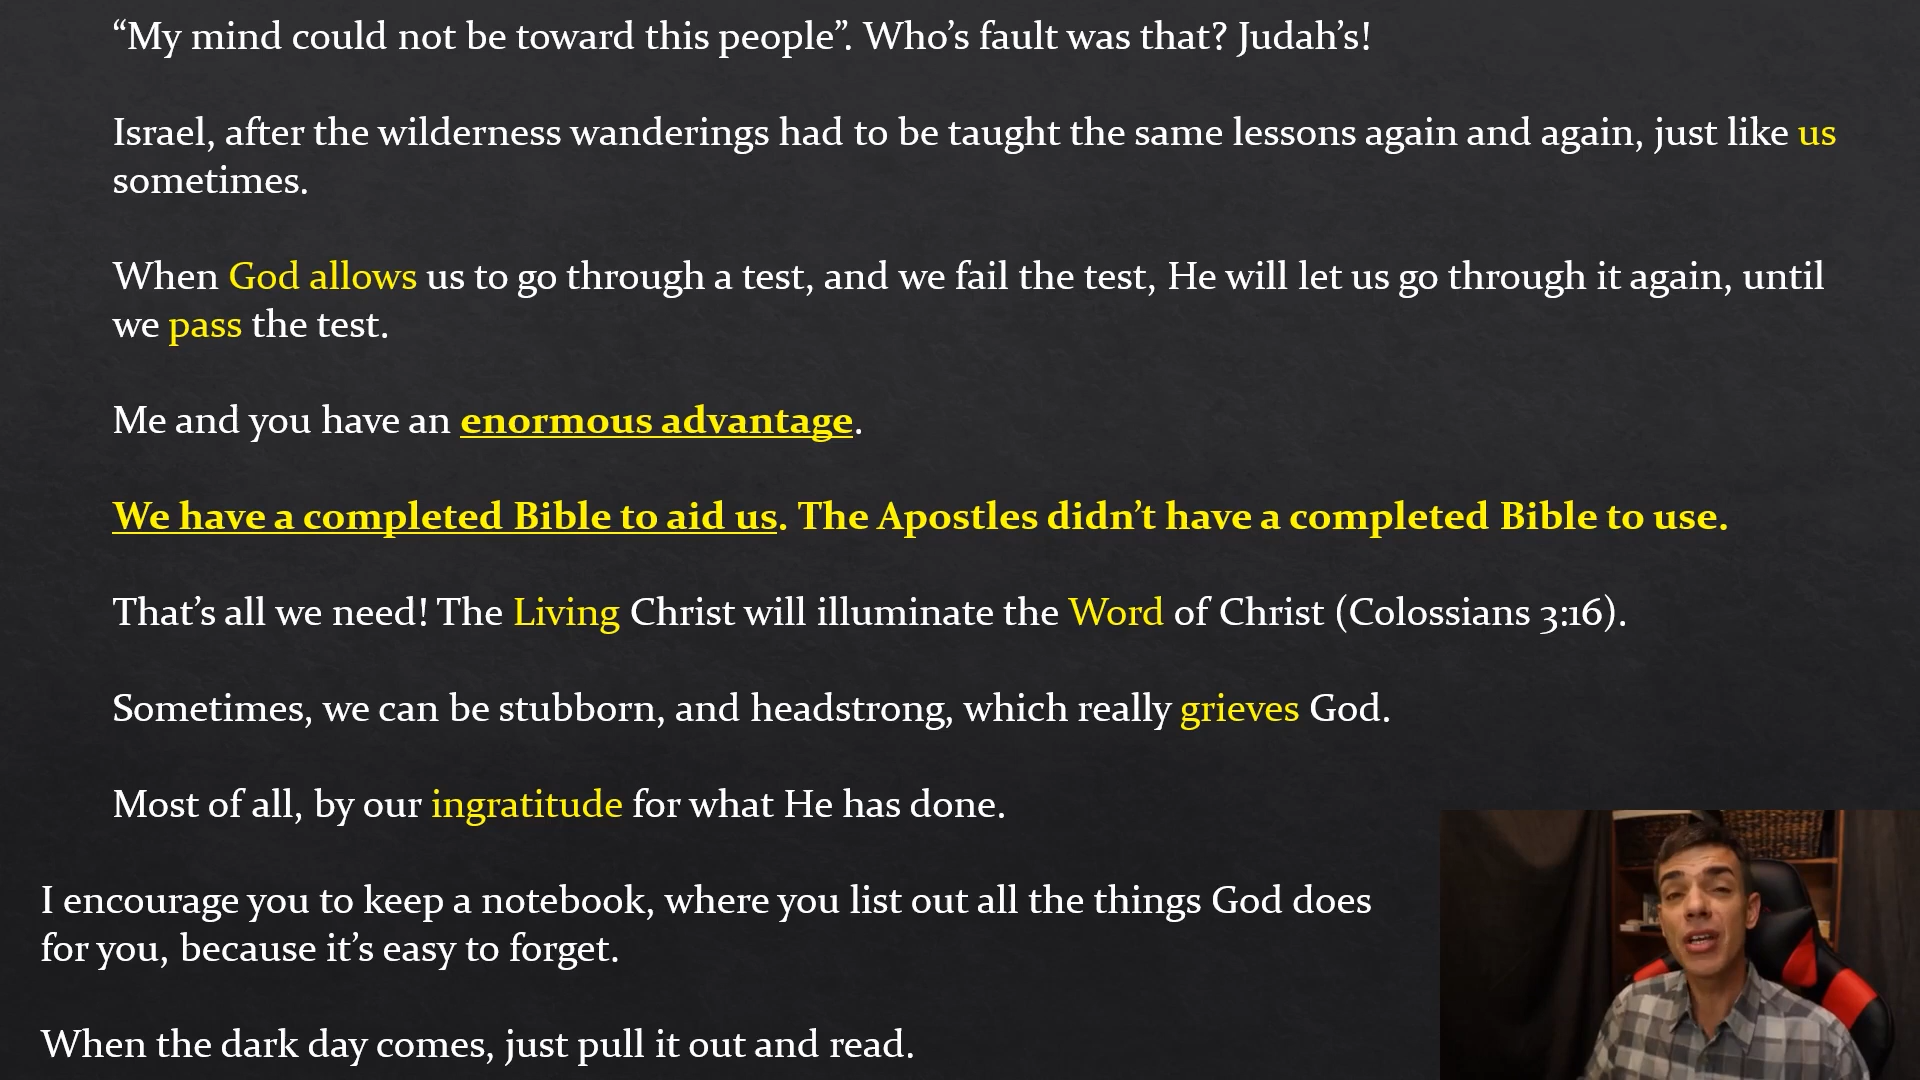 “My mind could not be toward this people”. Who’s fault was that? Judah’s!
Israel, after the wilderness wanderings had to be taught the same lessons again and again, just like us
sometimes.
When God allows us to go through a test, and we fail the test, He will let us go through it again, until
we pass the test.
Me and you have an enormous advantage.
We have a completed Bible to aid us. The Apostles didn’t have a completed Bible to use.
That’s all we need! The Living Christ will illuminate the Word of Christ (Colossians 3:16).
Sometimes, we can be stubborn, and headstrong, which really grieves God.
Most of all, by our ingratitude for what He has done.
I encourage you to keep a notebook, where you list out all the things God does
for you, because it’s easy to forget.
When the dark day comes, just pull it out and read.